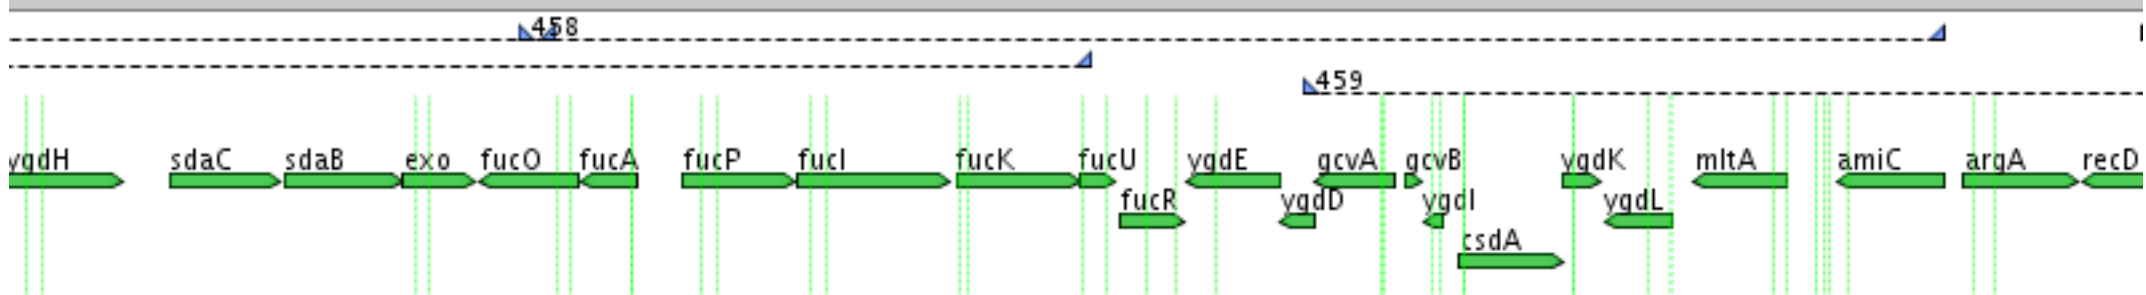 458
459
ygdH sdaC sdaB exo fucO fucA fucP fucI fucK fucU ygdE gcvA gcvB ygdK mltA amiC argA recD
fucR ygdD ygdI ygdL
csdA